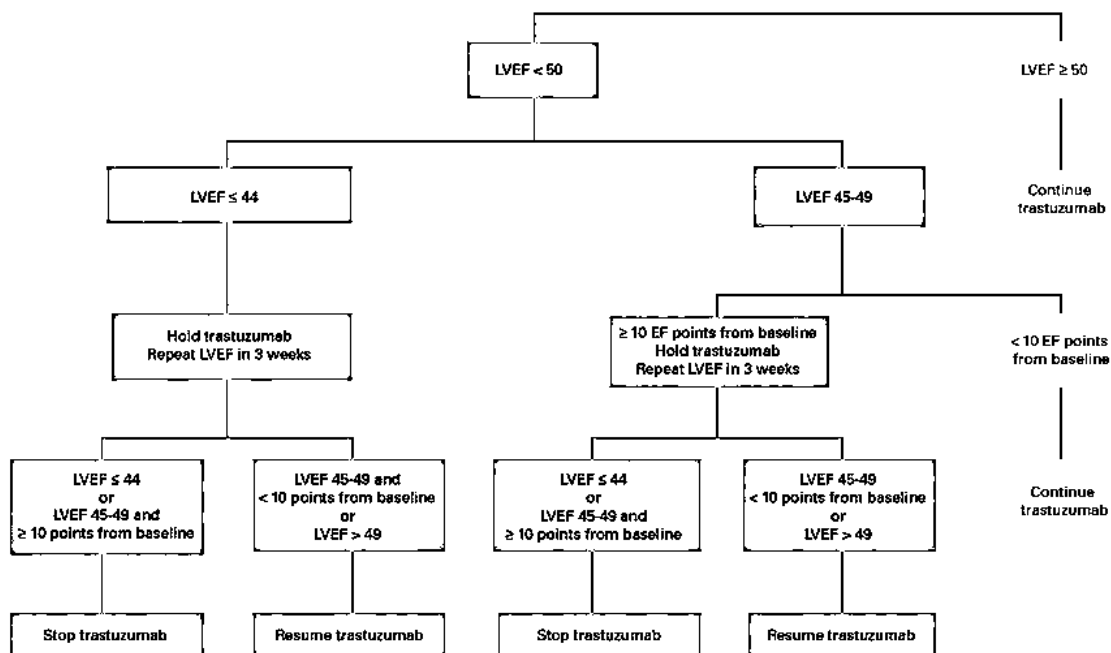 LVEF < 50
LVEF ≥ 50
LVEF ≤ 44
LVEF 45-49
Continue
trastuzumab
Hold trastuzumab
Repeat LVEF in 3 weeks
≥ 10 EF points from baseline
Hold trastuzumab
Repeat LVEF in 3 weeks
< 10 EF points
from baseline
LVEF ≤ 44
or
LVEF 45-49 and
≥ 10 points from baseline
LVEF 45-49 and
< 10 points from baseline
or
LVEF > 49
LVEF ≤ 44
or
LVEF 45-49 and
≥ 10 points from baseline
LVEF 45-49
< 10 points from baseline
or
LVEF > 49
Continue
trastuzumab
Stop trastuzumab
Resume trastuzumab
Stop trastuzumab
Resume trastuzumab